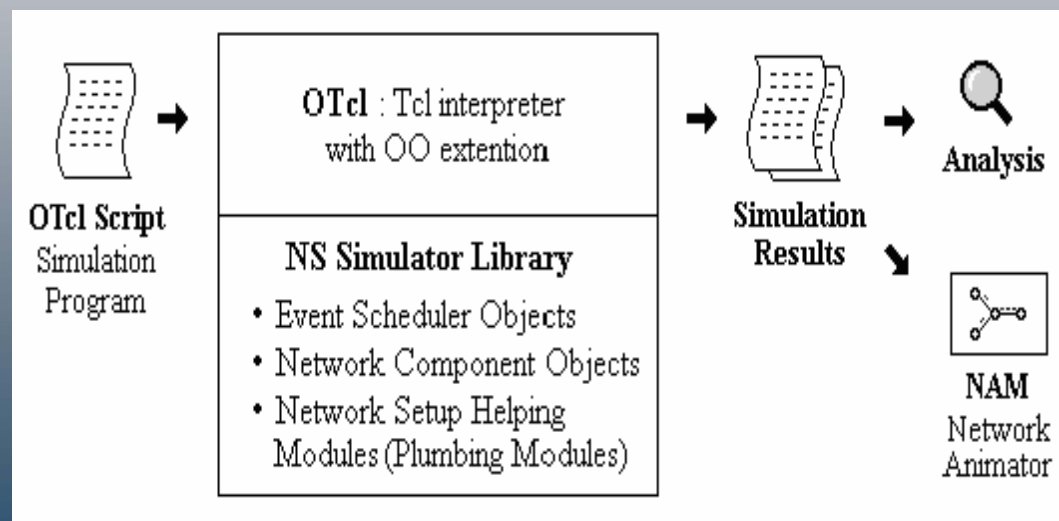 OTcl Script
Simulation
Program
OTcl : Tcl interpreter
with OO extention
NS Simulator Library
• Event Scheduler Objects
• Network Component Objects
• Network Setup Helping
Modules (Plumbing Modules)
Simulation
Results
Analysis
NAM
Network
Animator